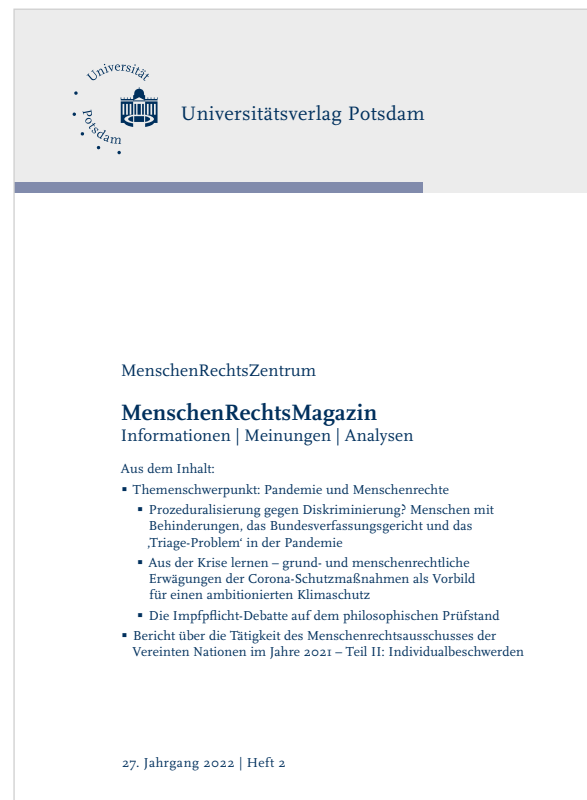 Universität
Potsdam
Universitätsverlag Potsdam
MenschenRechtsZentrum
MenschenRechtsMagazin
Informationen | Meinungen | Analysen
Aus dem Inhalt:
▪ Themenschwerpunkt: Pandemie und Menschenrechte
▪ Prozeduralisierung gegen Diskriminierung? Menschen mit
Behinderungen, das Bundesverfassungsgericht und das
‚Triage-Problem‘ in der Pandemie
▪ Aus der Krise lernen – grund- und menschenrechtliche
Erwägungen der Corona-Schutzmaßnahmen als Vorbild
für einen ambitionierten Klimaschutz
▪ Die Impfpflicht-Debatte auf dem philosophischen Prüfstand
▪ Bericht über die Tätigkeit des Menschenrechtsausschusses der
Vereinten Nationen im Jahre 2021 – Teil II: Individualbeschwerden
27. Jahrgang 2022 | Heft 2